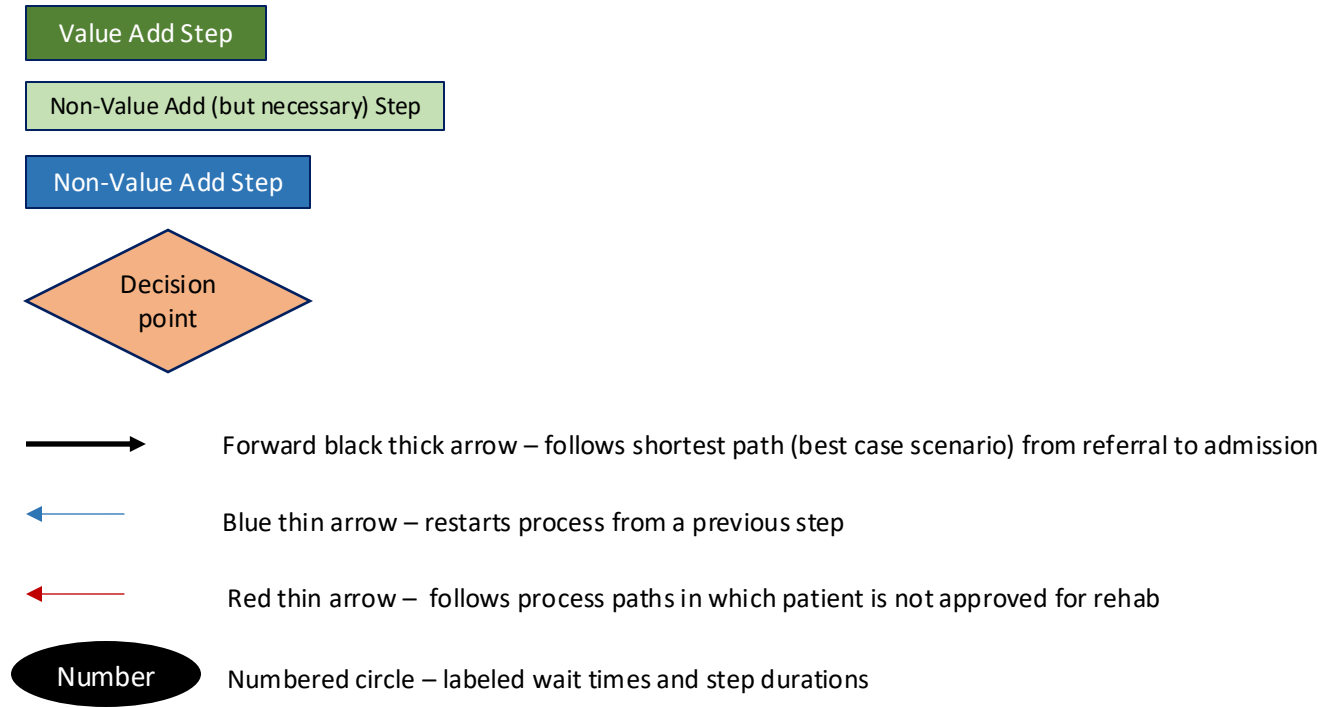 Value Add Step
Non-Value Add (but necessary) Step
Non-Value Add Step
Decision
point
Forward black thick arrow – follows shortest path (best case scenario) from referral to admission
Blue thin arrow – restarts process from a previous step
Red thin arrow – follows process paths in which patient is not approved for rehab
Number
Numbered circle – labeled wait times and step durations